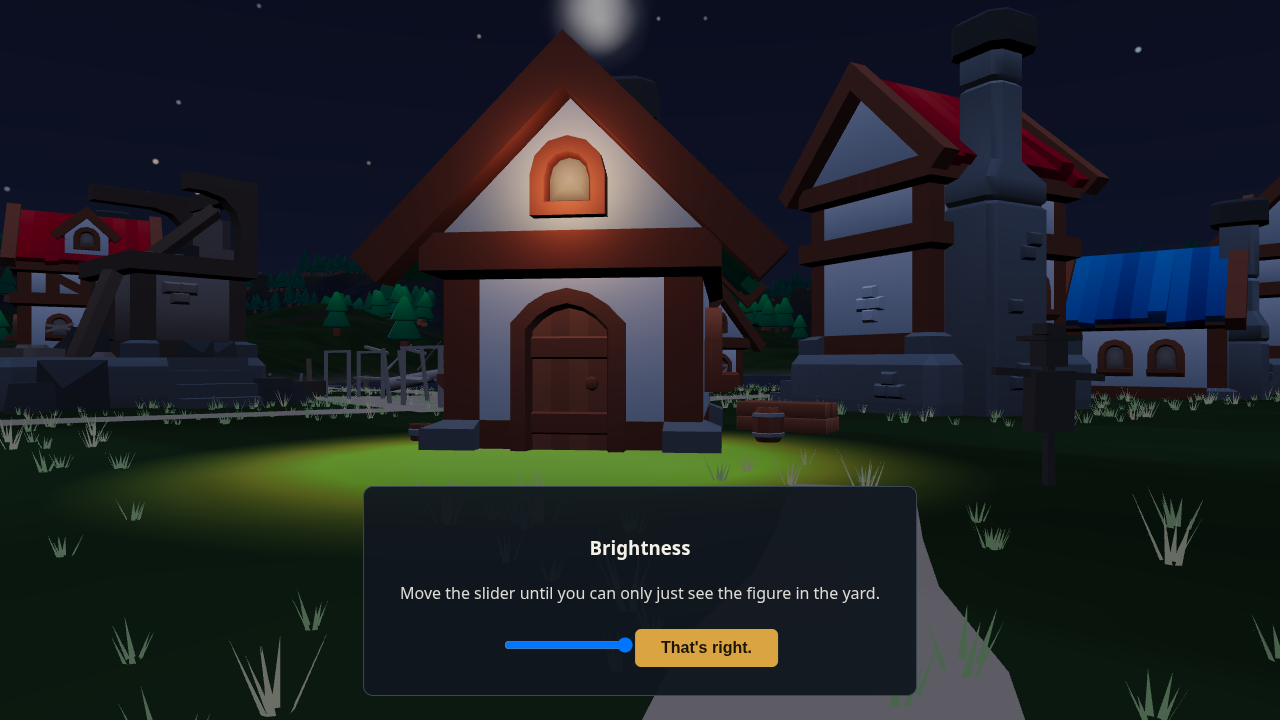 Brightness
Move the slider until you can only just see the figure in the yard.
That's right.